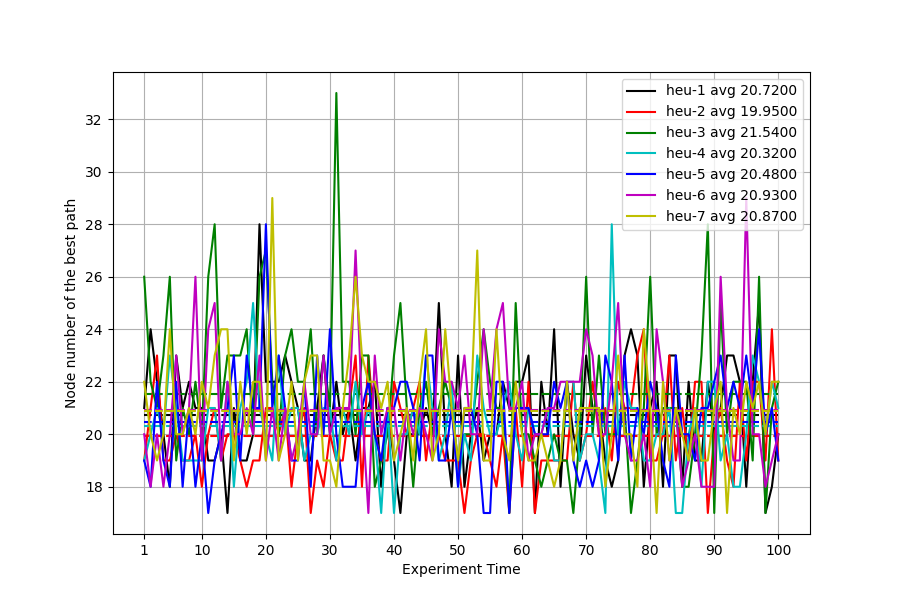 heu-1 avg 20.7200
heu-2 avg 19.9500
heu-3 avg 21.5400
heu-4 avg 20.3200
heu-5 avg 20.4800
heu-6 avg 20.9300
heu-7 avg 20.8700
Node number of the best path
32
30
28
26
24
22
20
18
1 10 20 30 40 50 60 70 80 90 100
Experiment Time